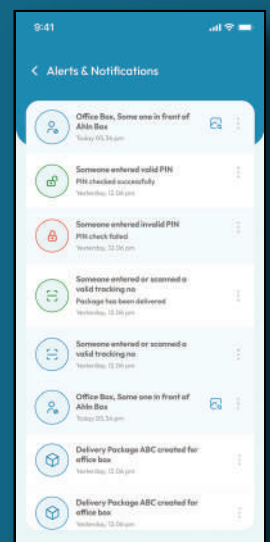 9:41
Alerts & Notifications
Office Box, Some one in front of
Ahln Box
Today 05.36 pm
Someone entered valid PIN
PIN checked successfully
Yesterday, 12.06 pm
Someone entered invalid PIN
PIN check failed
Yesterday, 12.06 pm
Someone entered or scanned a
valid tracking no
Package has been delivered
Yesterday, 12.06 pm
Someone entered or scanned a
valid tracking no
Yesterday, 12.06 pm
Office Box, Some one in front of
Ahln Box
Today 05.36 pm
Delivery Package ABC created for
office box
Yesterday, 12.06 pm
Delivery Package ABC created for
office box
Yesterday, 12.06 pm